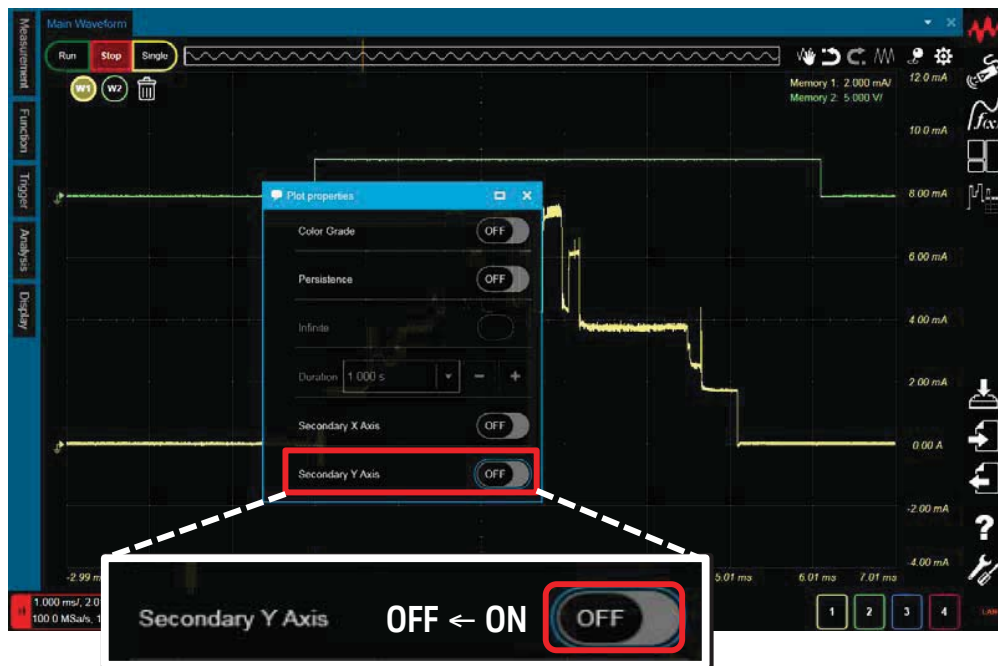 Main Waveform
Measurement
Function
Trigger
Analysis
Display
Run
Stop
Single
W1
W2
Memory 1: 2.000 mA/
Memory 2: 5.000 V/
12.0 mA
10.0 mA
8.00 mA
6.00 mA
4.00 mA
2.00 mA
0.00 A
-2.00 mA
-4.00 mA
Plot properties
Color Grade OFF
Persistence OFF
Infinite
Duration 1.000 s
Secondary X Axis OFF
Secondary Y Axis OFF
Secondary Y Axis OFF ← ON OFF
5.01 ms
6.01 ms
7.01 ms
1 2 3 4
?